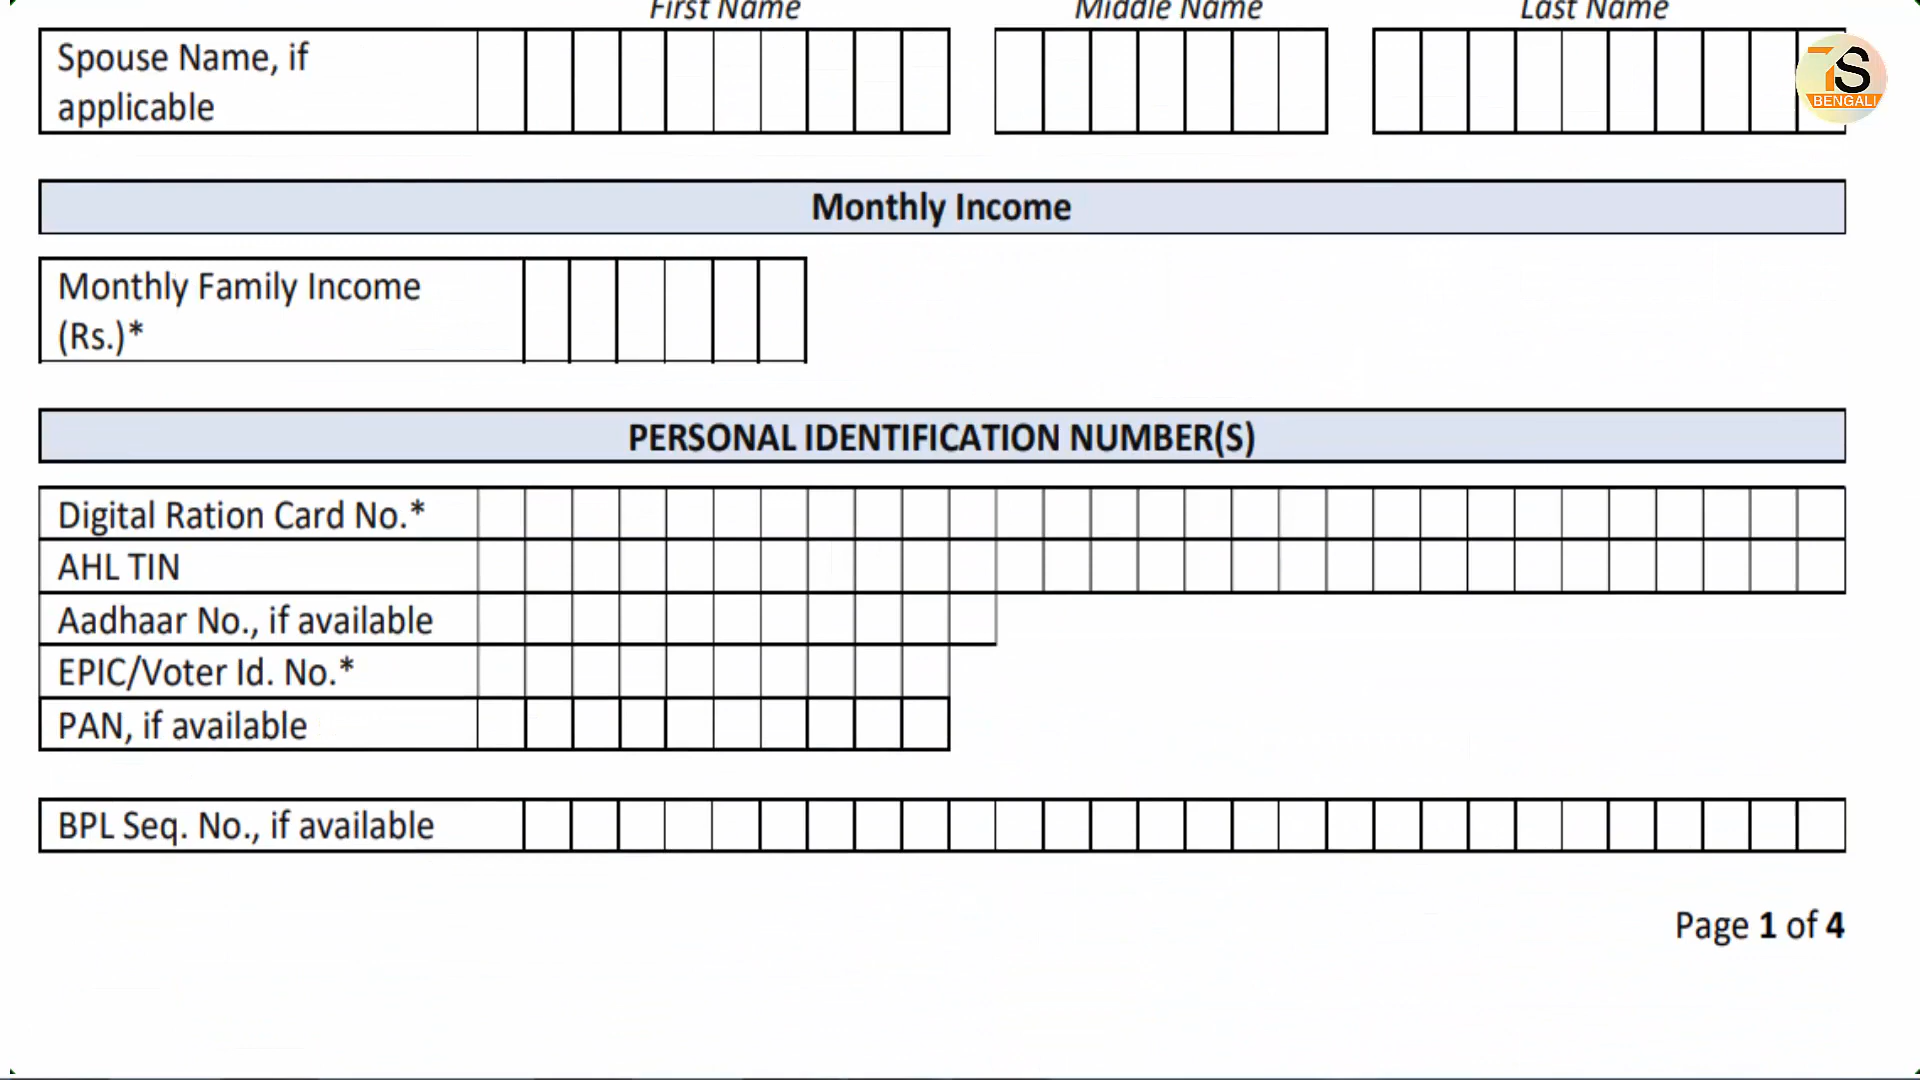 First Name Middle Name Last Name
Spouse Name, if
applicable
7S
BENGALI
Monthly Income
Monthly Family Income
(Rs.)*
PERSONAL IDENTIFICATION NUMBER(S)
Digital Ration Card No.*
AHL TIN
Aadhaar No., if available
EPIC/Voter Id. No.*
PAN, if available
BPL Seq. No., if available
Page 1 of 4